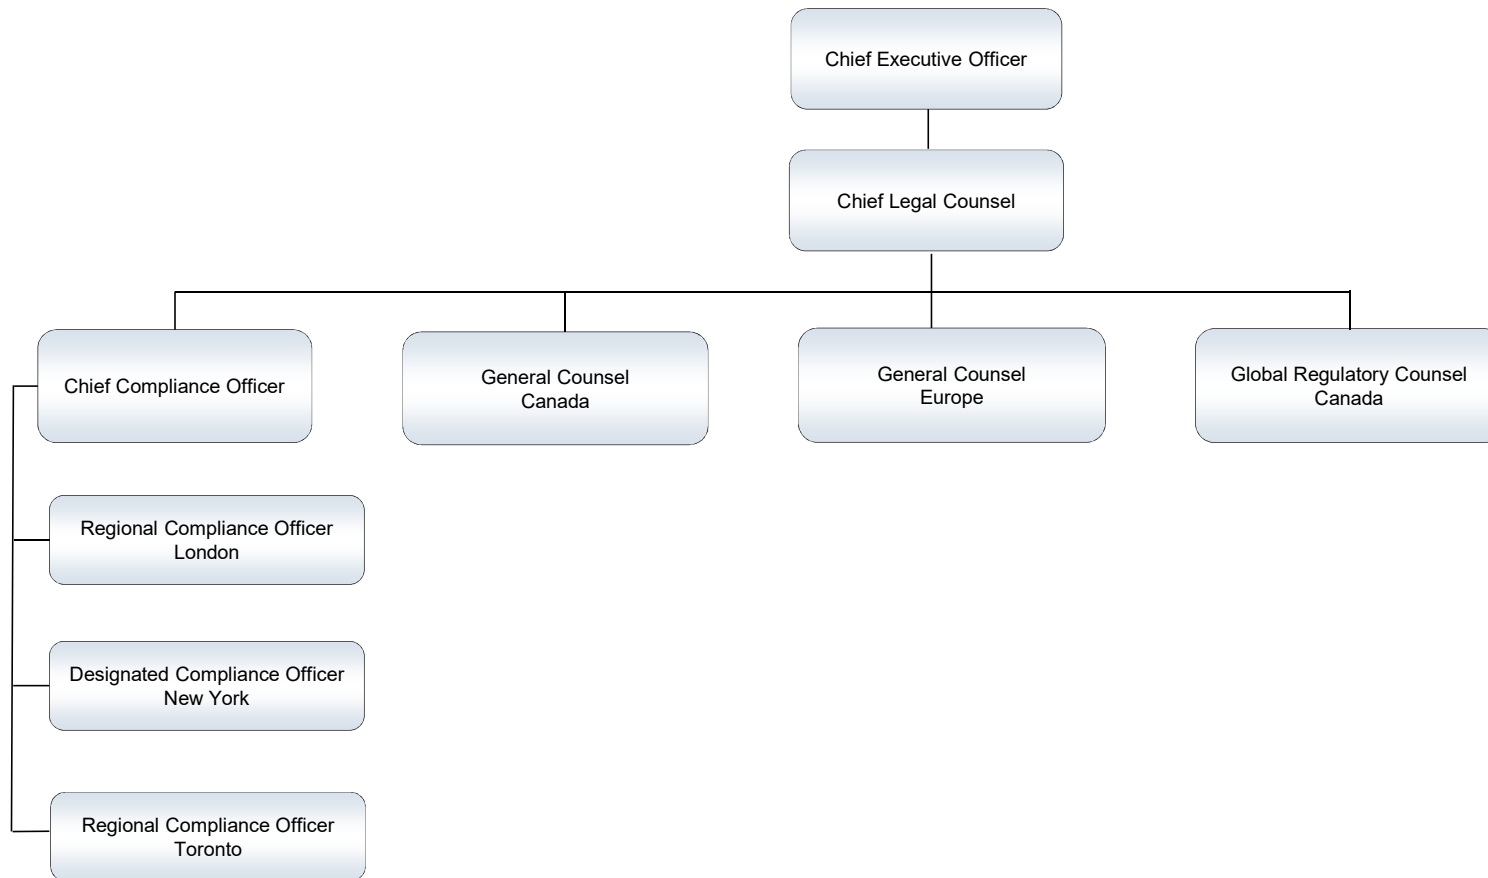 Chief Executive Officer
Chief Legal Counsel
Chief Compliance Officer
General Counsel
Canada
General Counsel
Europe
Global Regulatory Counsel
Canada
Regional Compliance Officer
London
Designated Compliance Officer
New York
Regional Compliance Officer
Toronto